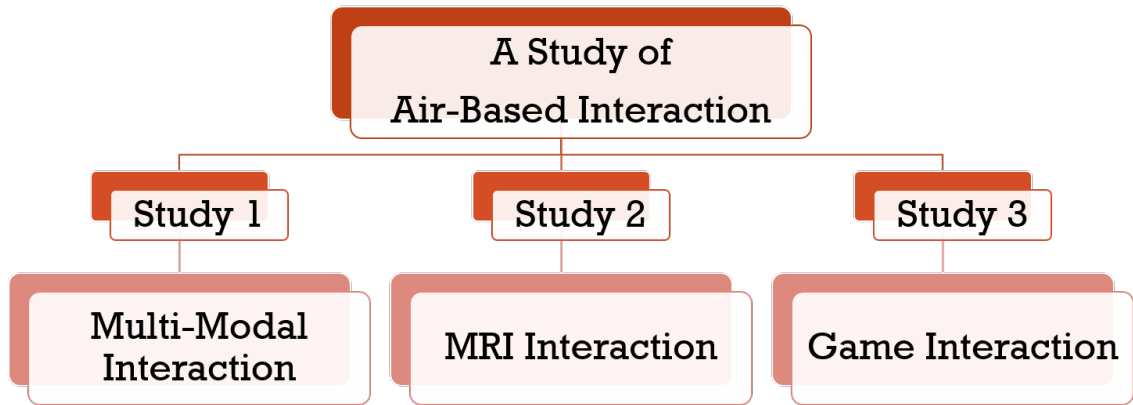 A Study of
Air-Based Interaction
Study 1
Study 2
Study 3
Multi-Modal
Interaction
MRI Interaction
Game Interaction